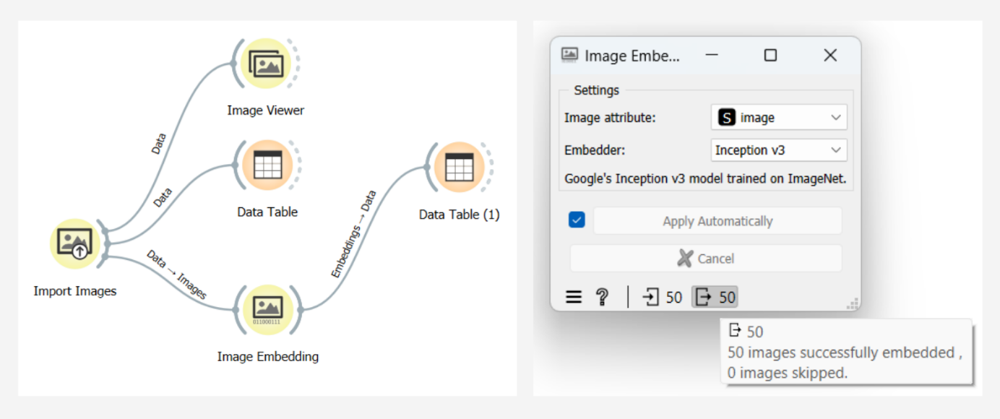 Image Viewer
Data
Data
Data Table
Data → Images
Import Images
Embeddings → Data
Data Table (1)
011000111
Image Embedding
Image Embe...
Settings
Image attribute:
S image
Embedder:
Inception v3
Google's Inception v3 model trained on ImageNet.
Apply Automatically
Cancel
? 50 50
50
50 images successfully embedded ,
0 images skipped.